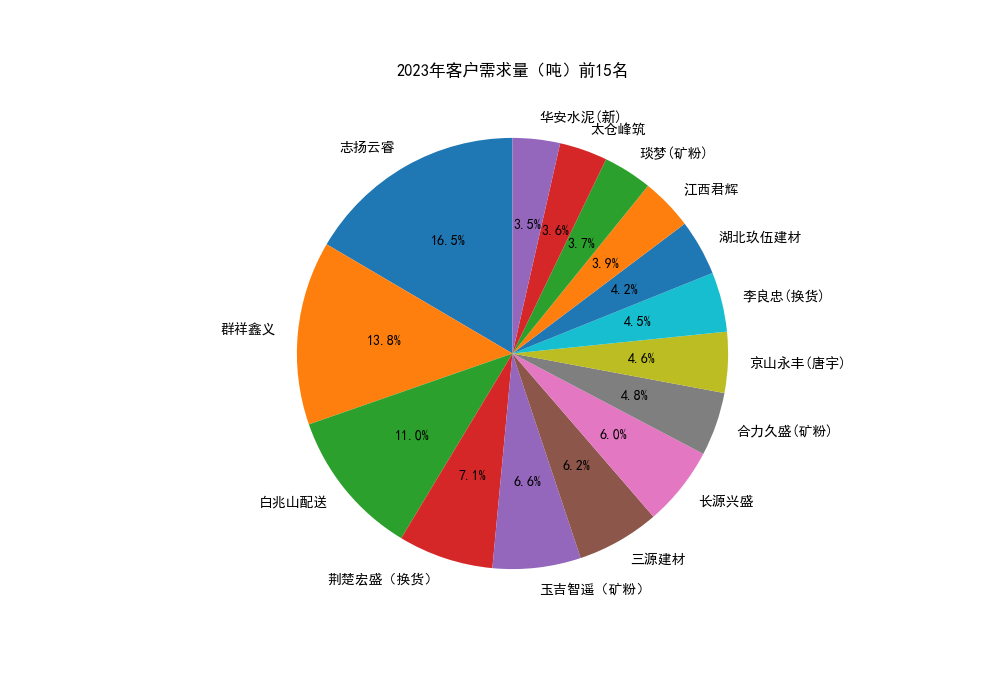 2023年客户需求量（吨）前15名
志扬云睿
16.5%
群祥鑫义
13.8%
白兆山配送
11.0%
荆楚宏盛（换货）
7.1%
玉吉智遥（矿粉）
6.6%
三源建材
6.2%
长源兴盛
6.0%
合力久盛(矿粉)
4.8%
京山永丰(唐宇)
4.6%
李良忠(换货)
4.5%
湖北玖伍建材
4.2%
江西君辉
3.9%
琰梦(矿粉)
3.7%
太仓峰筑
3.6%
华安水泥(新)
3.5%